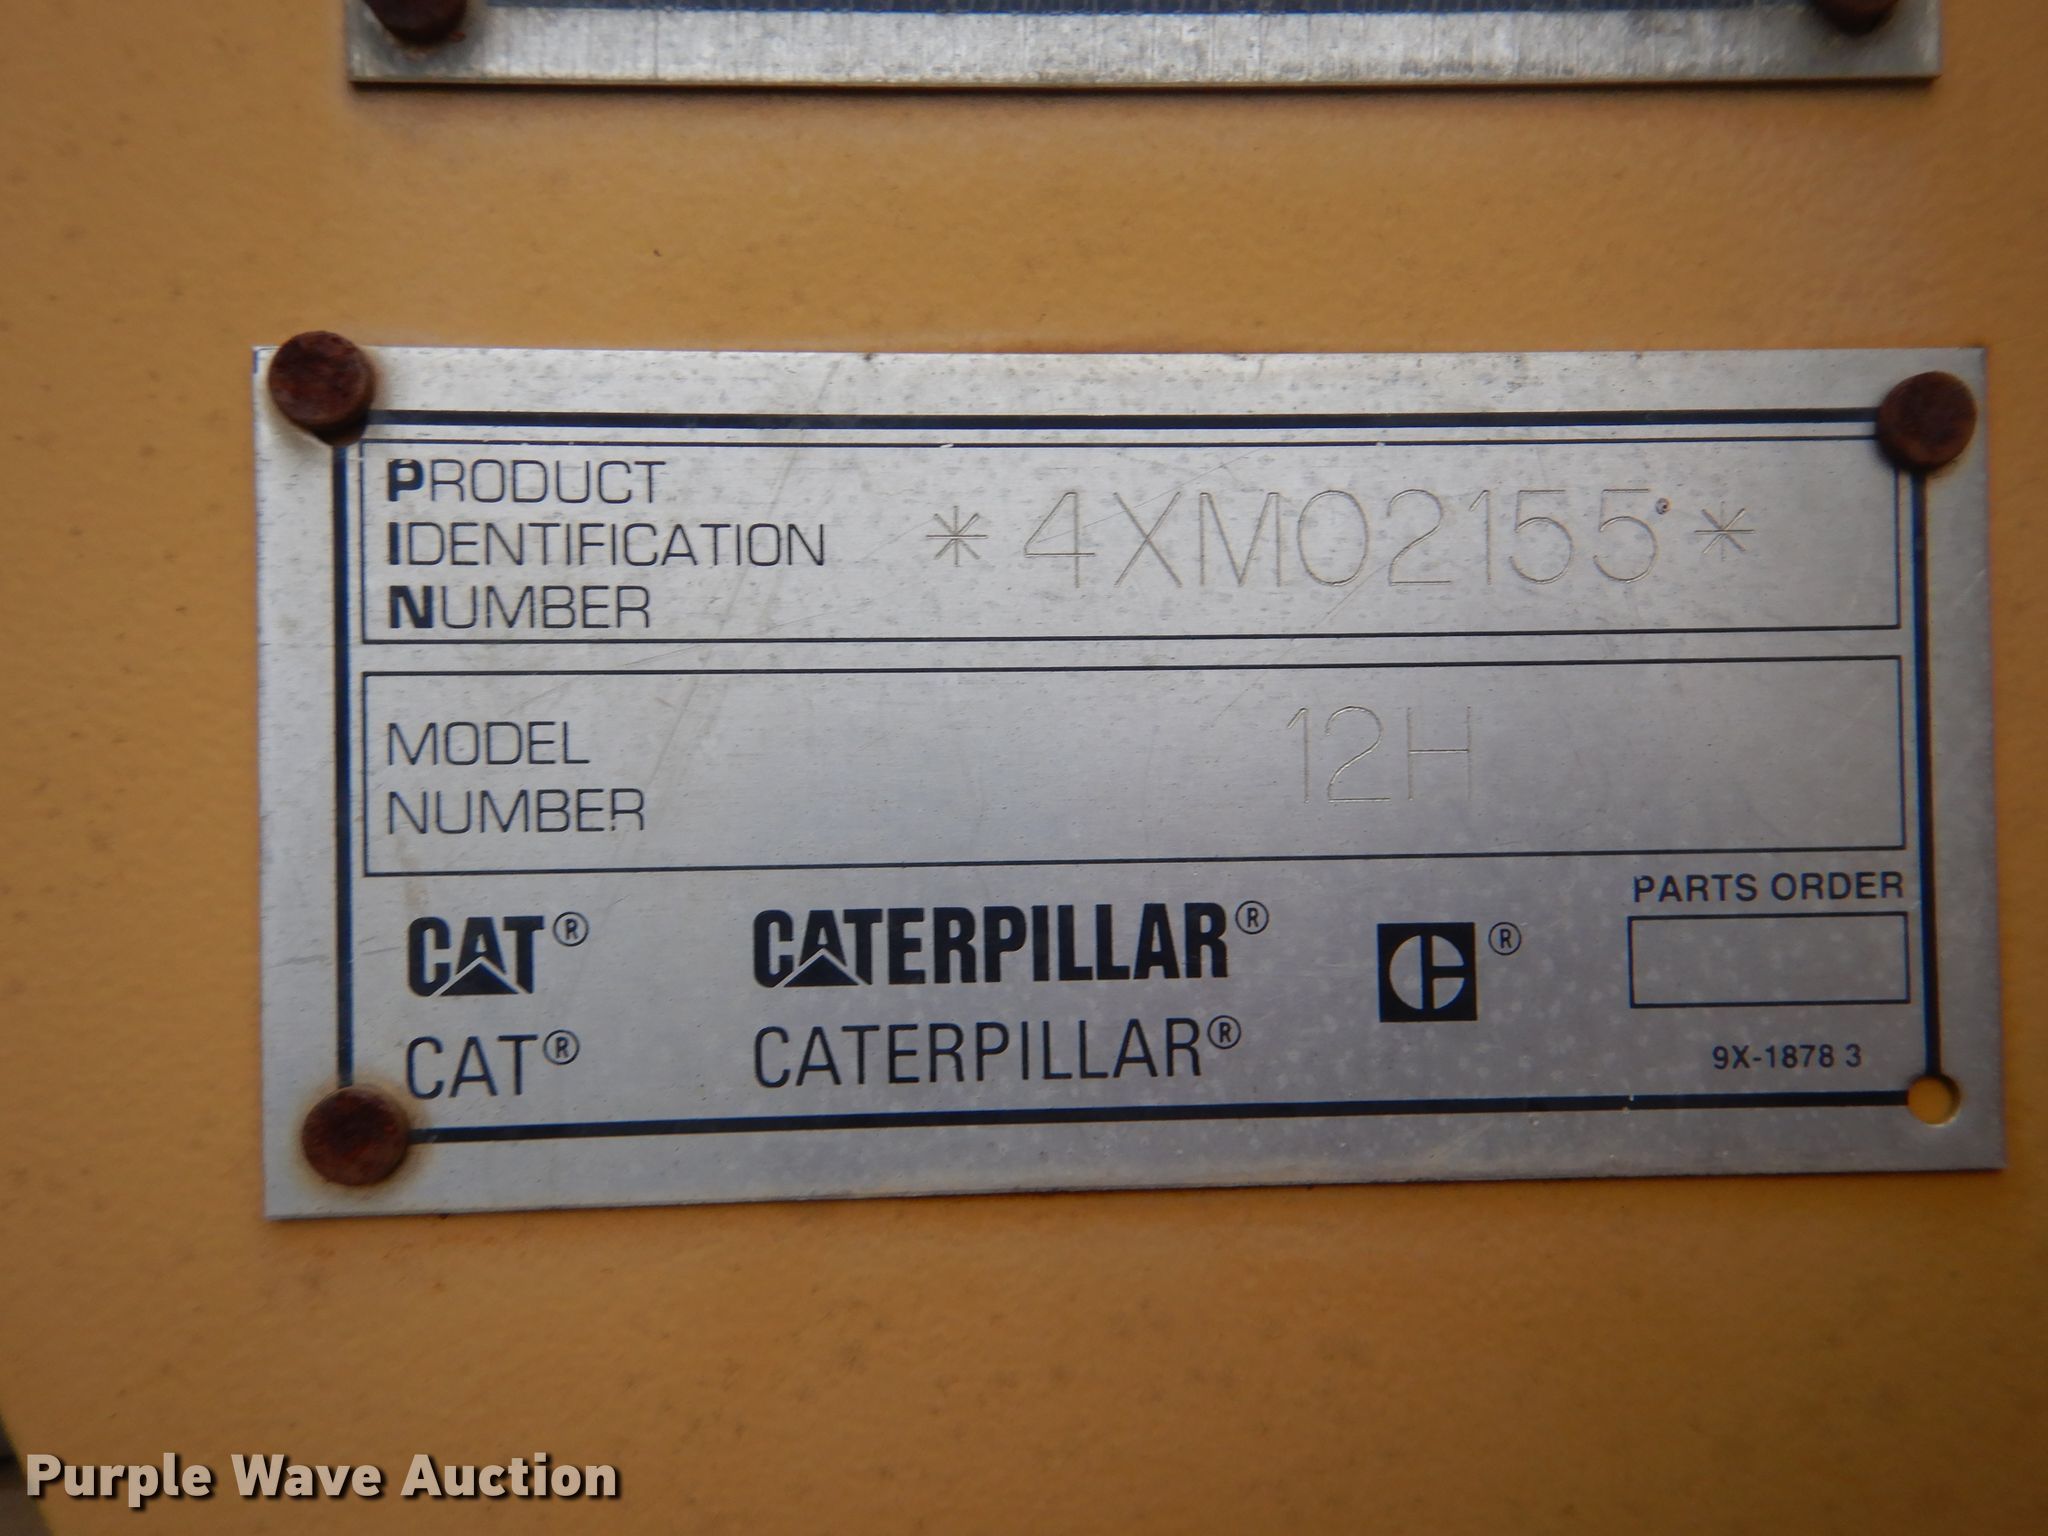 PRODUCT
IDENTIFICATION
NUMBER
*4XM02155*
MODEL
NUMBER
12H
CAT® CATERPILLAR® ®
CAT® CATERPILLAR®
PARTS ORDER
9X-1878 3
Purple Wave Auction